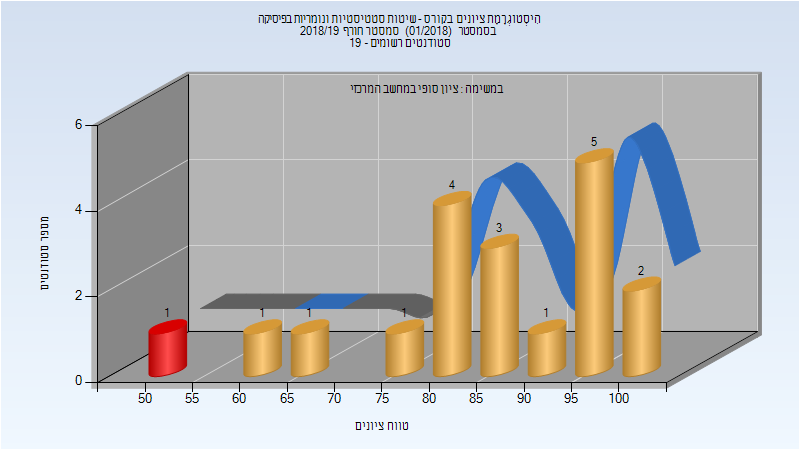 היסטוגרמת ציונים בקורס - שיטות סטטיסטיות ונומריות בפיסיקה
בסמסטר (01/2018) סמסטר חורף 2018/19
סטודנטים רשומים - 19
במשימה : ציון סופי במחשב המרכזי
מספר סטודנטים
6
4
2
0
1
1
1
1
4
3
1
5
2
50 55 60 65 70 75 80 85 90 95 100
טווח ציונים